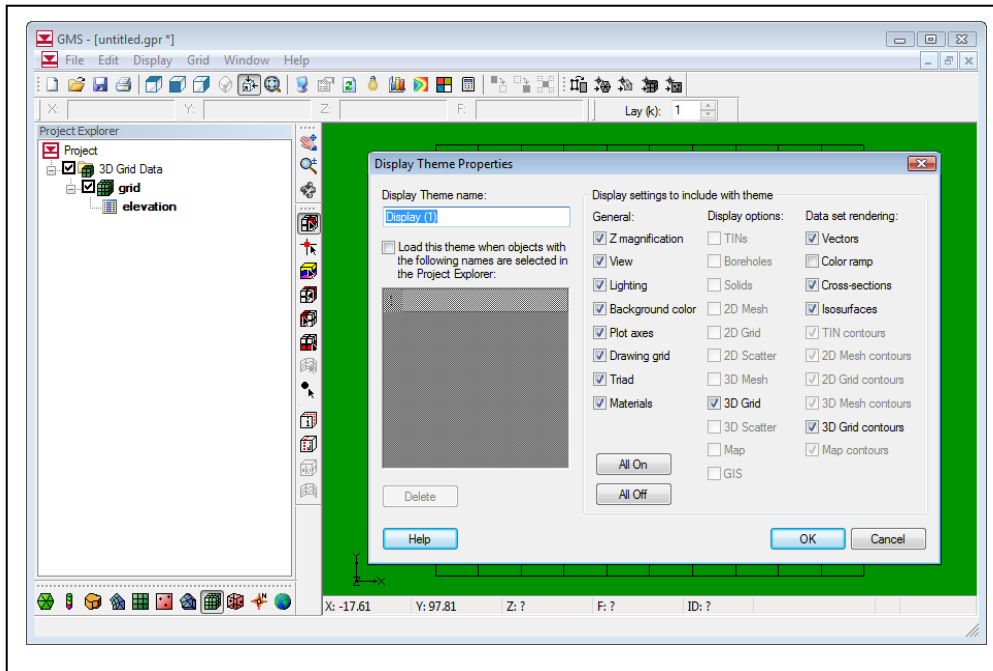 GMS - [untitled.gpr *]
File Edit Display Grid Window Help
X: Y: Z: F: Lay (k): 1
Project Explorer
Project
3D Grid Data
grid
elevation
Display Theme Properties
Display Theme name:
Display (1)
Load this theme when objects with
the following names are selected in
the Project Explorer:
1
Delete
Help
Display settings to include with theme
General: Display options: Data set rendering:
Z magnification TINs Vectors
View Boreholes Color ramp
Lighting Solids Cross-sections
Background color 2D Mesh Isosurfaces
Plot axes 2D Grid TIN contours
Drawing grid 2D Scatter 2D Mesh contours
Triad 3D Mesh 2D Grid contours
Materials 3D Grid 3D Mesh contours
3D Scatter 3D Grid contours
Map Map contours
GIS
All On
All Off
OK Cancel
Y
Z X
X: -17.61 Y: 97.81 Z: ? F: ? ID: ?